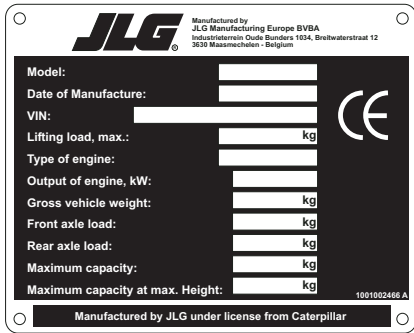 JLG®
Manufactured by
JLG Manufacturing Europe BVBA
Industrieterrein Oude Bunders 1034, Breitwaterstraat 12
3630 Maasmechelen - Belgium
Model:
Date of Manufacture:
VIN:
CE
Lifting load, max.: kg
Type of engine:
Output of engine, kW:
Gross vehicle weight: kg
Front axle load: kg
Rear axle load: kg
Maximum capacity: kg
Maximum capacity at max. Height: kg
1001002466 A
Manufactured by JLG under license from Caterpillar